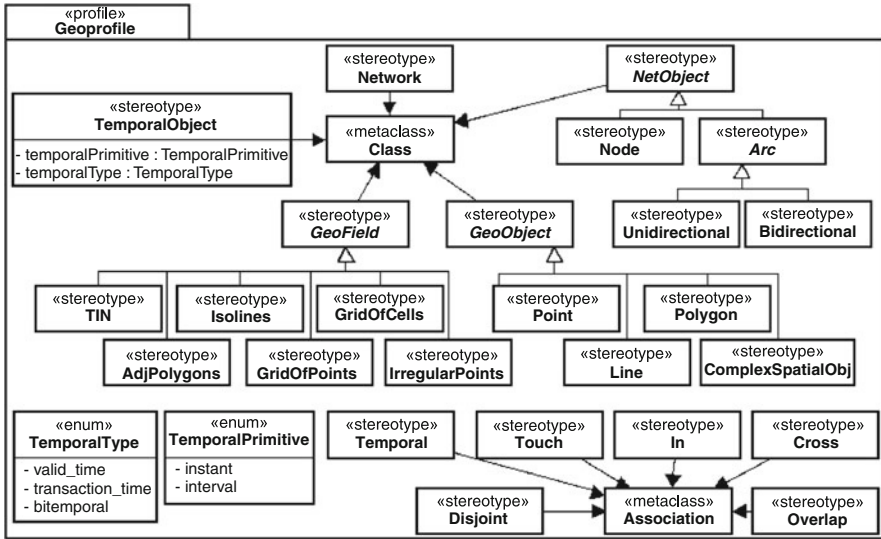 «profile»
Geoprofile
«stereotype»
Network
«stereotype»
NetObject
«stereotype»
TemporalObject
- temporalPrimitive : TemporalPrimitive
- temporalType : TemporalType
«metaclass»
Class
«stereotype»
Node
«stereotype»
Arc
«stereotype»
GeoField
«stereotype»
GeoObject
«stereotype»
Unidirectional
«stereotype»
Bidirectional
«stereotype»
TIN
«stereotype»
Isolines
«stereotype»
GridOfCells
«stereotype»
Point
«stereotype»
Polygon
«stereotype»
AdjPolygons
«stereotype»
GridOfPoints
«stereotype»
IrregularPoints
«stereotype»
Line
«stereotype»
ComplexSpatialObj
«enum»
TemporalType
- valid_time
- transaction_time
- bitemporal
«enum»
TemporalPrimitive
- instant
- interval
«stereotype»
Temporal
«stereotype»
Touch
«stereotype»
In
«stereotype»
Cross
«stereotype»
Disjoint
«metaclass»
Association
«stereotype»
Overlap